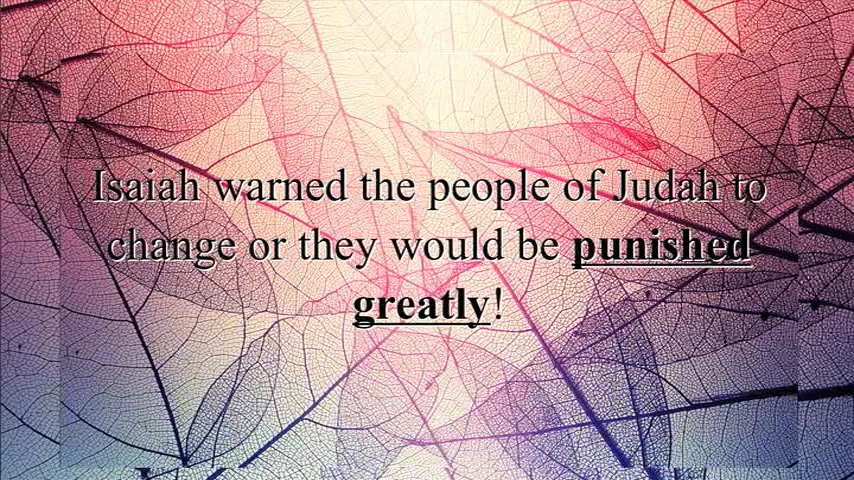 Isaiah warned the people of Judah to
change or they would be punished
greatly!